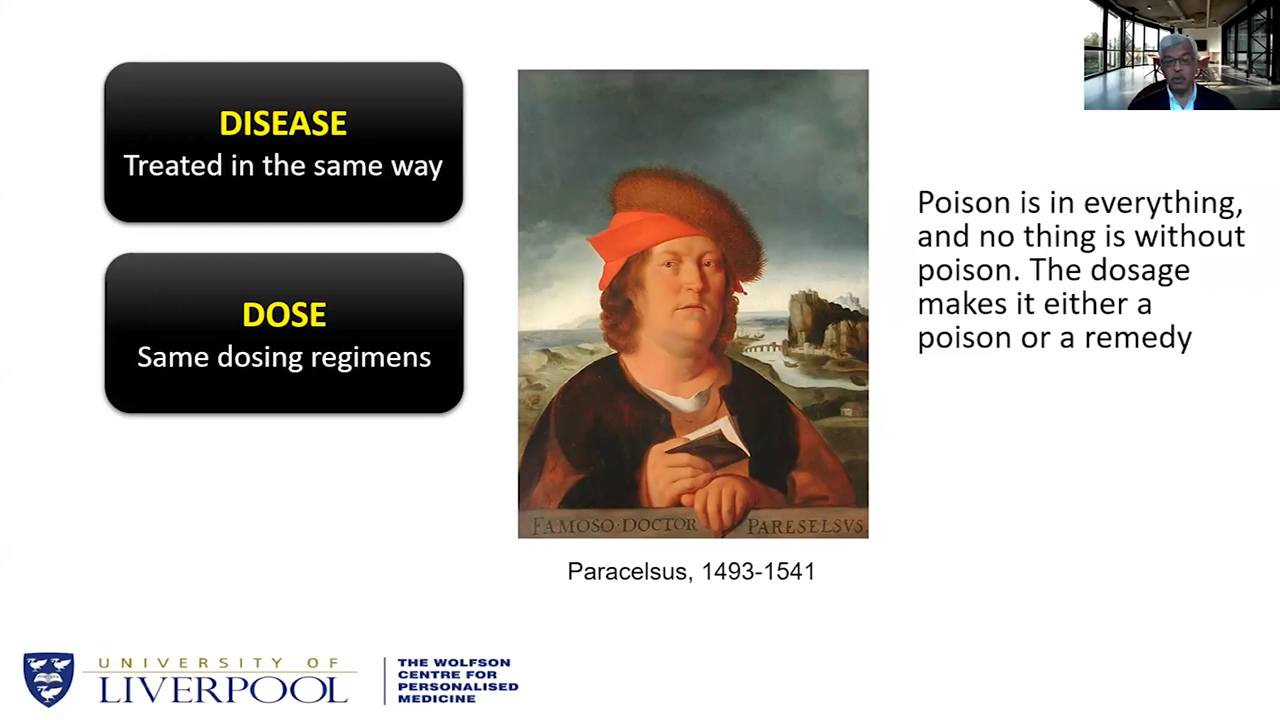 DISEASE
Treated in the same way
DOSE
Same dosing regimens
FAMOSO·DOCTOR PARESELSVS.
Paracelsus, 1493-1541
Poison is in everything,
and no thing is without
poison. The dosage
makes it either a
poison or a remedy
UNIVERSITY OF
LIVERPOOL
THE WOLFSON
CENTRE FOR
PERSONALISED
MEDICINE